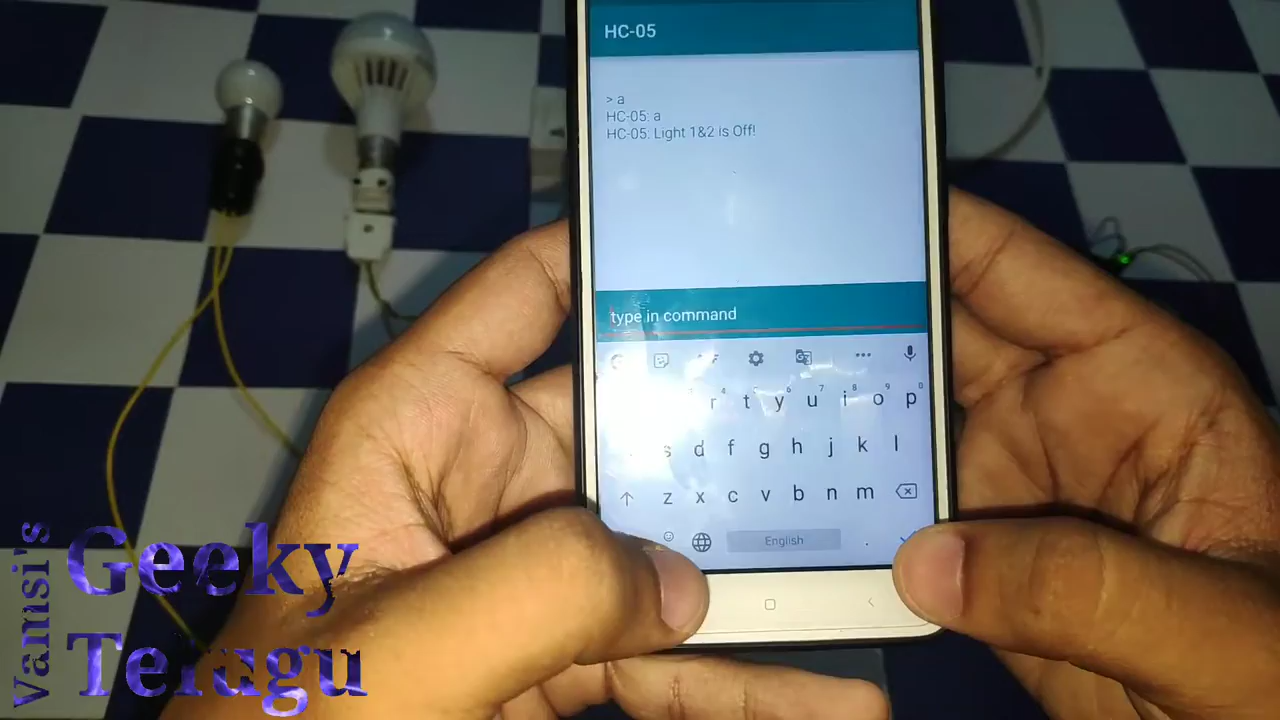 HC-05
> a
HC-05: a
HC-05: Light 1&2 is Off!
type in command
r t y u i o p
s d f g h j k l
z x c v b n m
English
Vamsi's
Geeky
Telugu